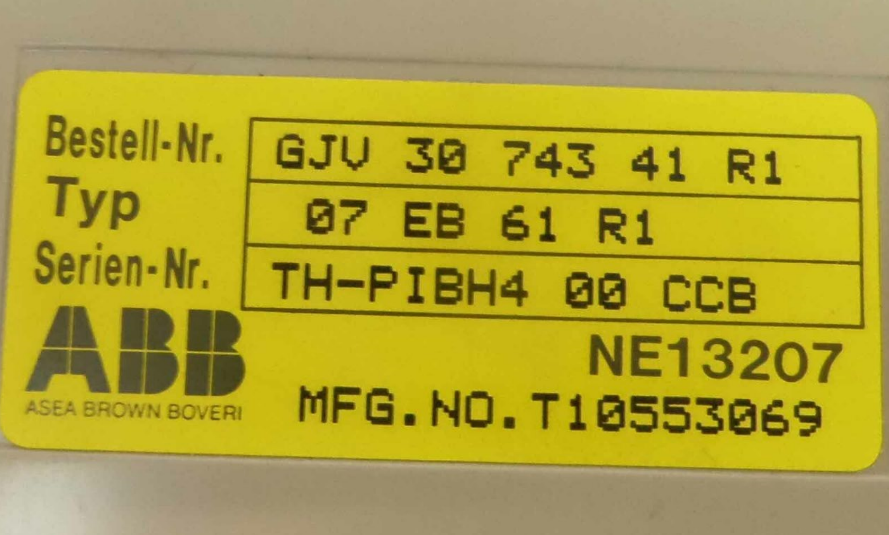 Bestell-Nr. GJV 30 743 41 R1
Typ 07 EB 61 R1
Serien-Nr. TH-PIBH4 00 CCB
ABB
ASEA BROWN BOVERI
NE13207
MFG.NO.T10553069